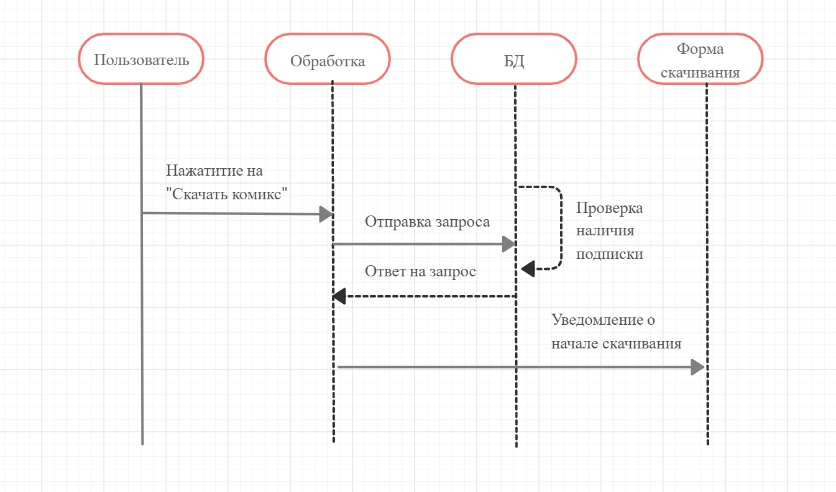 Пользователь
Обработка
БД
Форма
скачивания
Нажатитие на
"Скачать комикс"
Отправка запроса
Проверка
наличия
подписки
Ответ на запрос
Уведомление о
начале скачивания